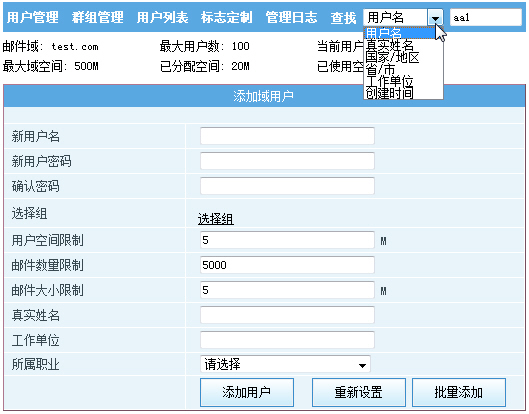 用户管理 群组管理 用户列表 标志定制 管理日志 查找 用户名 aa1
用户名
真实姓名
国家/地区
省/市
工作单位
创建时间
邮件域: test.com 最大用户数: 100 当前用户
最大域空间: 500M 已分配空间: 20M 已使用空
添加域用户
新用户名
新用户密码
确认密码
选择组 选择组
用户空间限制 5 M
邮件数量限制 5000
邮件大小限制 5 M
真实姓名
工作单位
所属职业 请选择
添加用户 重新设置 批量添加